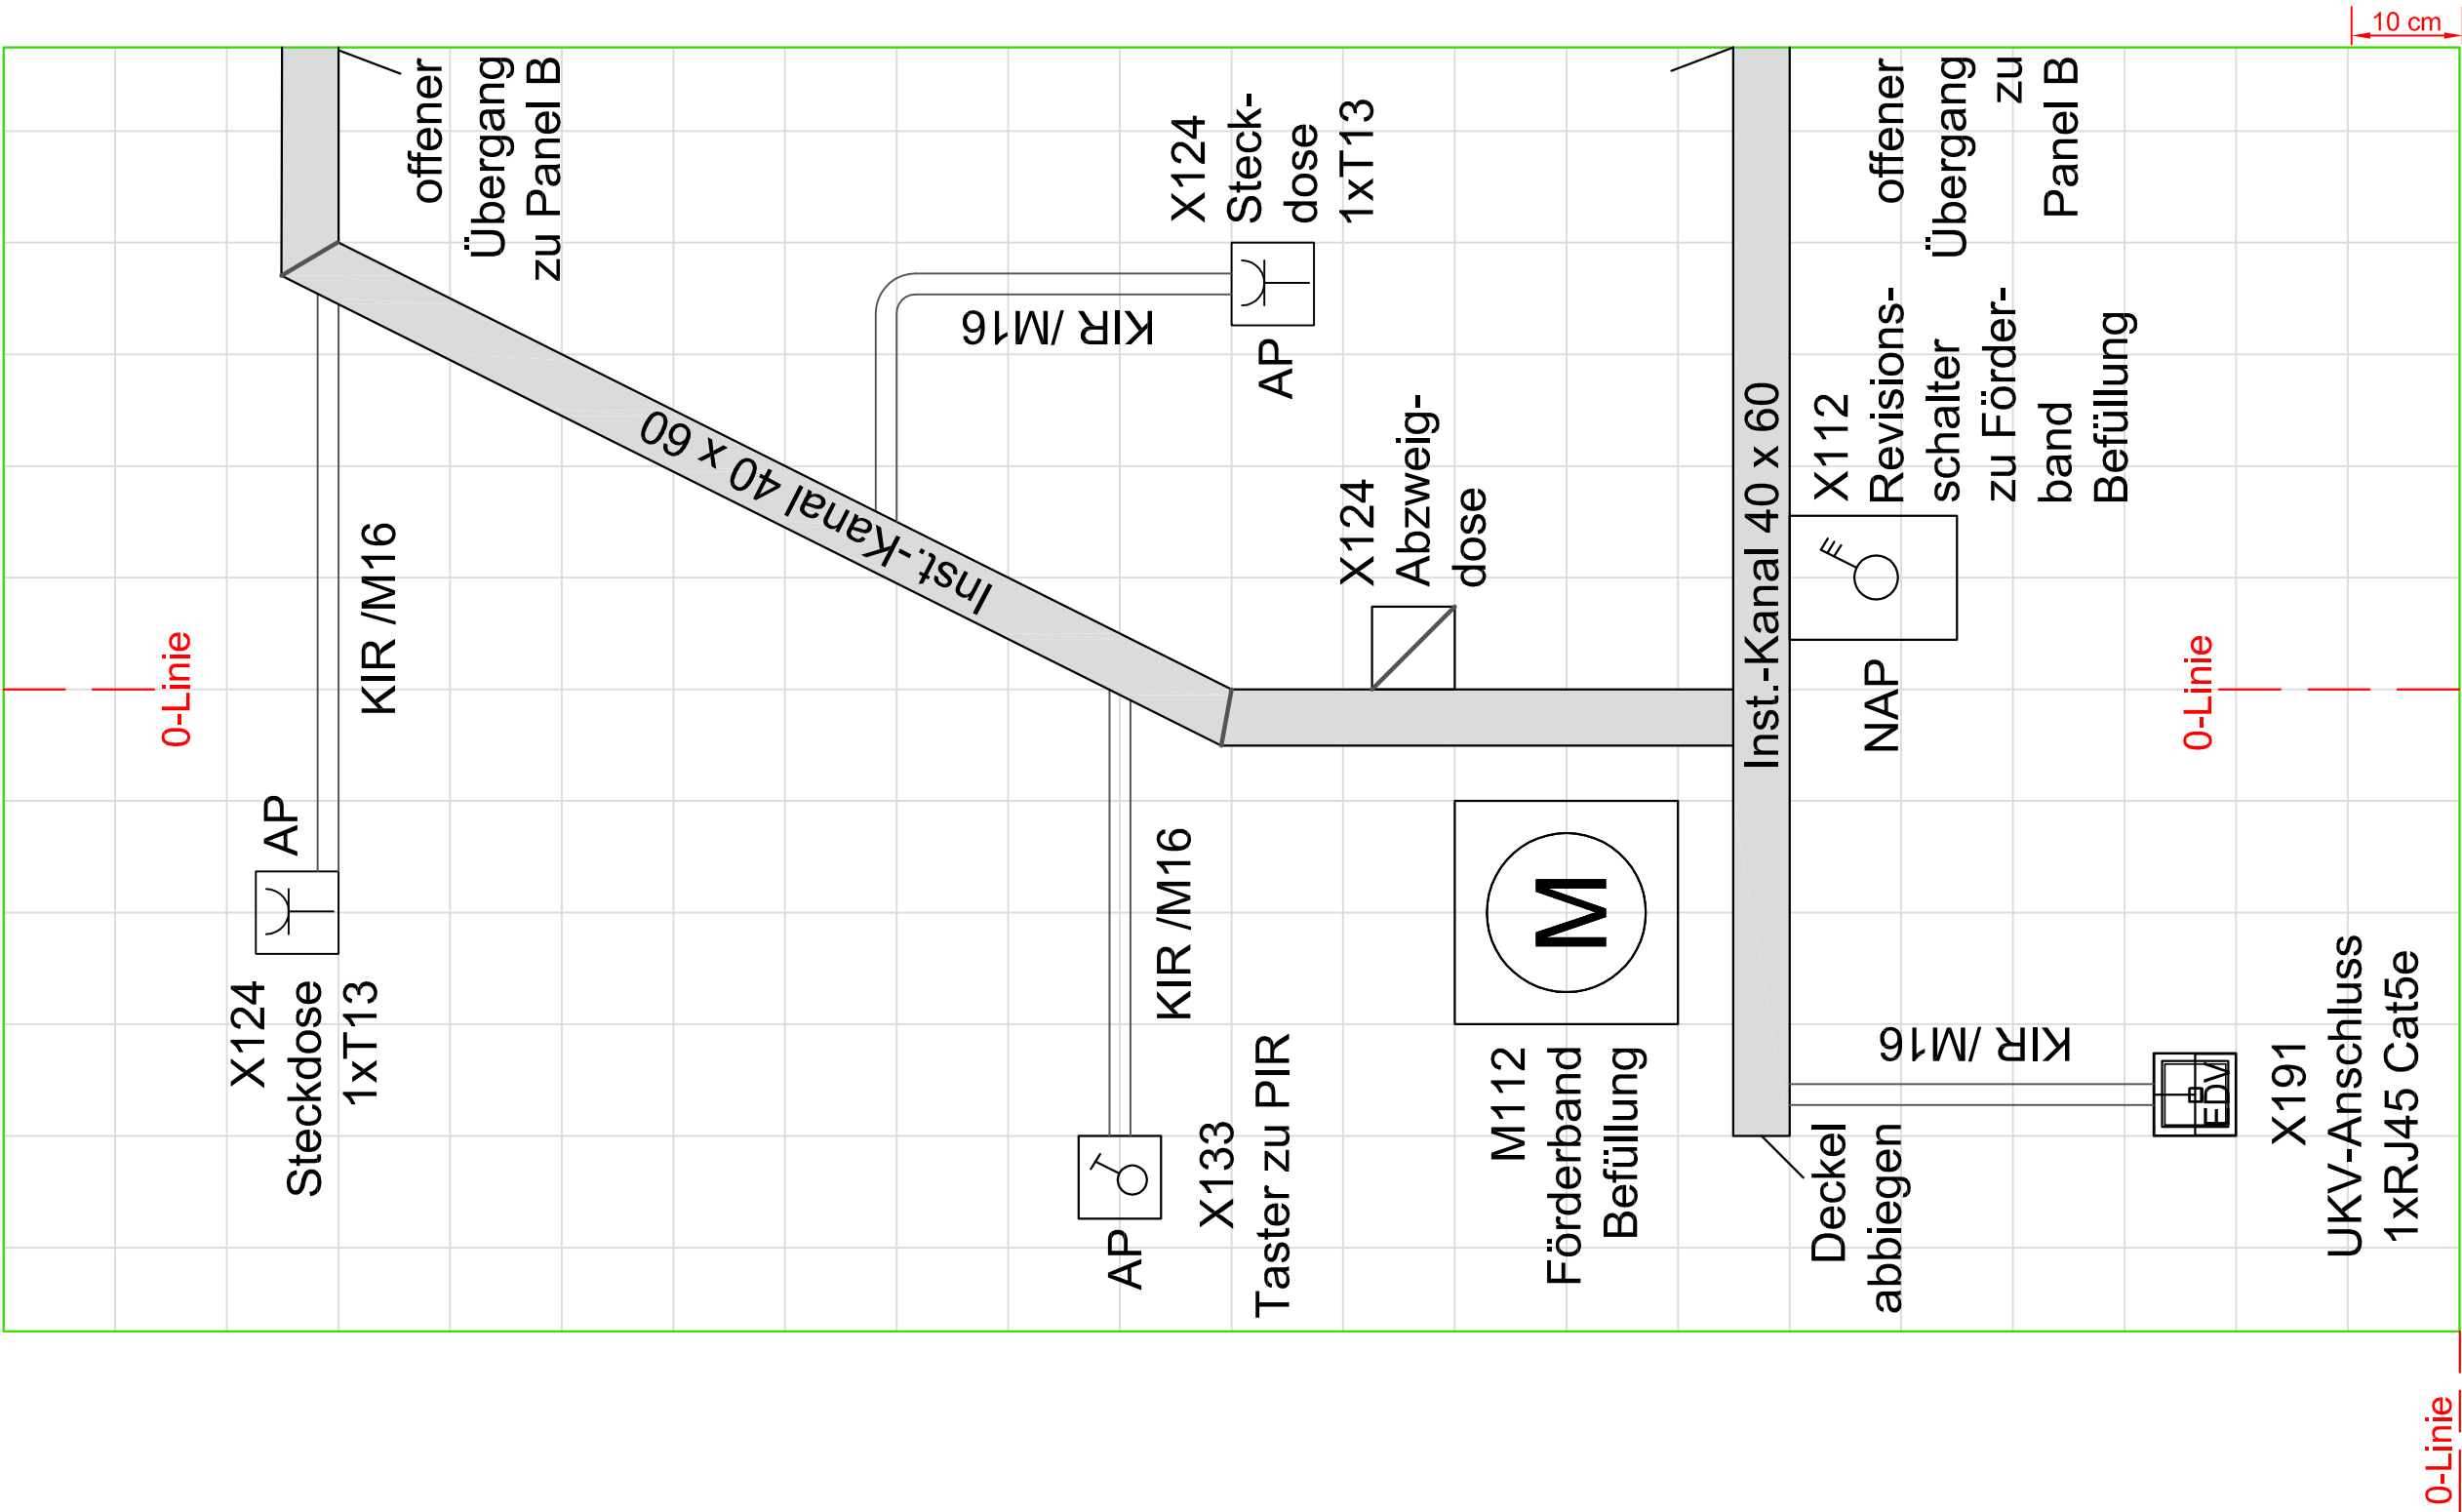 10 cm
offener
Übergang
zu Panel B
X124
Steck-
dose
1xT13
AP
KIR /M16
offener
Übergang
zu
Panel B
X112
Revisions-
schalter
zu Förder-
band
Befüllung
NAP
Inst.-Kanal 40 x 60
Inst.-Kanal 40 x 60
X124
Abzweig-
dose
KIR /M16
0-Linie
0-Linie
AP
X124
Steckdose
1xT13
KIR /M16
X133
Taster zu PIR
AP
M
M112
Förderband
Befüllung
Deckel
abbiegen
KIR /M16
EDV
X191
UKV-Anschluss
1xRJ45 Cat5e
0-Linie